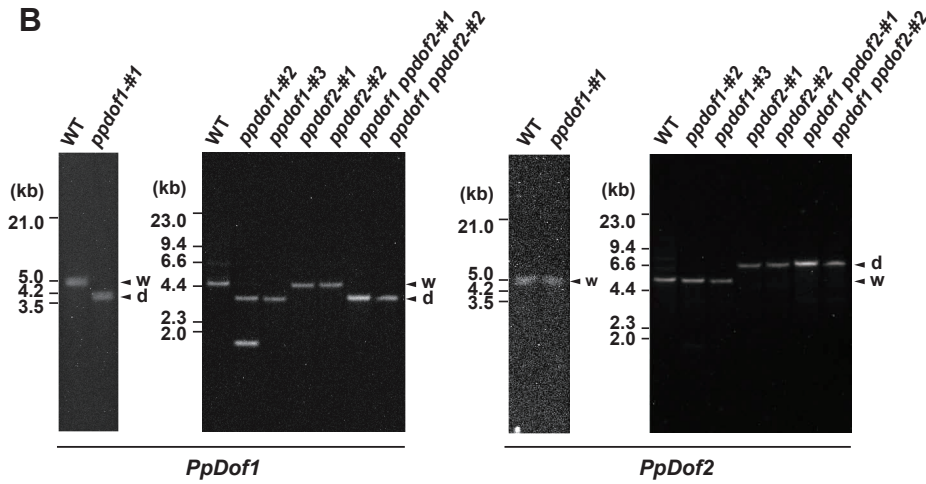 B
WT
ppdof1-#1
WT
ppdof1-#2
ppdof1-#3
ppdof2-#1
ppdof2-#2
ppdof1 ppdof2-#1
ppdof1 ppdof2-#2
(kb)
21.0
5.0
4.2
3.5
w
d
(kb)
23.0
9.4
6.6
4.4
2.3
2.0
w
d
PpDof1
WT
ppdof1-#1
WT
ppdof1-#2
ppdof1-#3
ppdof2-#1
ppdof2-#2
ppdof1 ppdof2-#1
ppdof1 ppdof2-#2
(kb)
21.0
5.0
4.2
3.5
w
(kb)
23.0
9.4
6.6
4.4
2.3
2.0
d
w
PpDof2